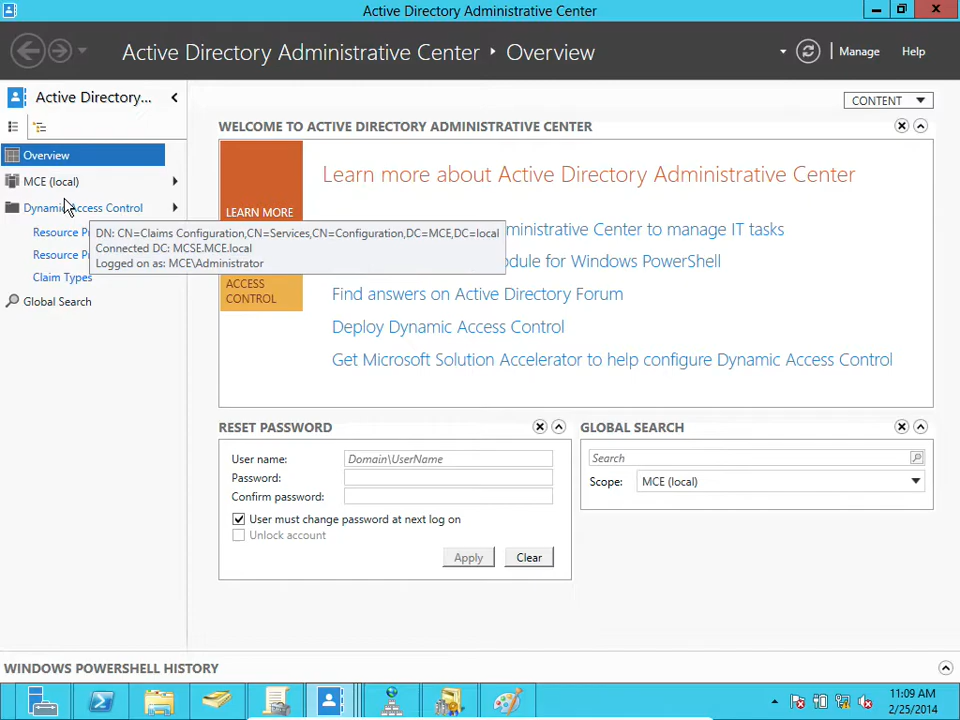 Active Directory Administrative Center
Active Directory Administrative Center ‣ Overview
Manage
Help
Active Directory...
CONTENT
Overview
MCE (local)
Dynamic Access Control
Resource P
Resource P
Claim Types
Global Search
DN: CN=Claims Configuration,CN=Services,CN=Configuration,DC=MCE,DC=local
Connected DC: MCSE.MCE.local
Logged on as: MCE\Administrator
WELCOME TO ACTIVE DIRECTORY ADMINISTRATIVE CENTER
LEARN MORE
ACCESS
CONTROL
Learn more about Active Directory Administrative Center
ministrative Center to manage IT tasks
dule for Windows PowerShell
Find answers on Active Directory Forum
Deploy Dynamic Access Control
Get Microsoft Solution Accelerator to help configure Dynamic Access Control
RESET PASSWORD
User name:
Domain\UserName
Password:
Confirm password:
User must change password at next log on
Unlock account
Apply
Clear
GLOBAL SEARCH
Search
Scope:
MCE (local)
WINDOWS POWERSHELL HISTORY
11:09 AM
2/25/2014